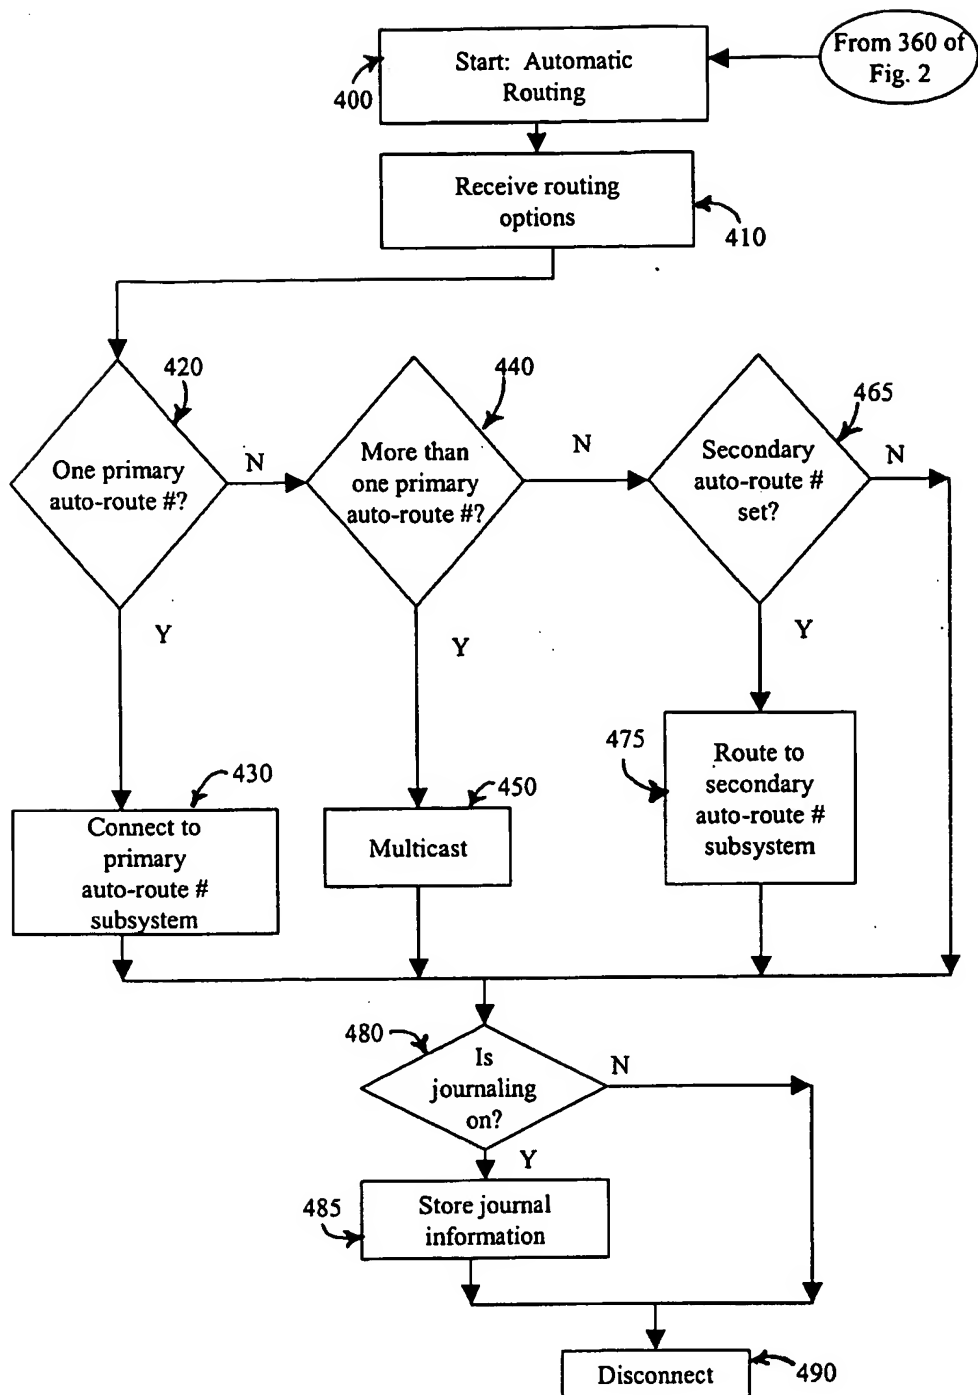 From 360 of
Fig. 2
Start: Automatic
Routing
400
Receive routing
options
410
420
440
465
One primary
auto-route #?
N
More than
one primary
auto-route #?
N
Secondary
auto-route #
set?
N
Y
Y
Y
430
Connect to
primary
auto-route #
subsystem
450
Multicast
475
Route to
secondary
auto-route #
subsystem
480
Is
journaling
on?
N
Y
485
Store journal
information
Disconnect
490